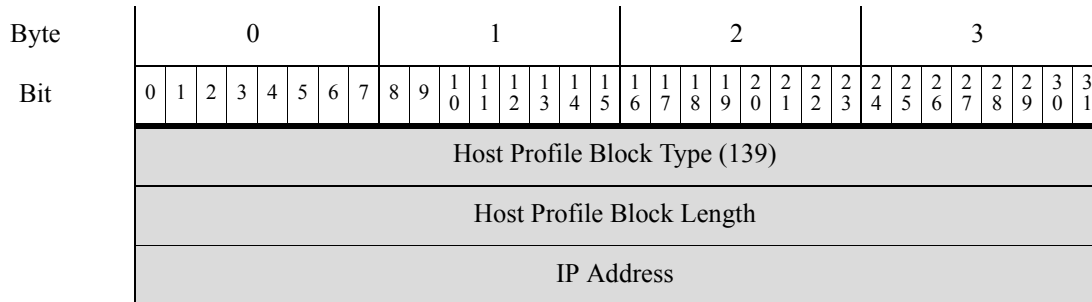 Byte 0 1 2 3
Bit 0 1 2 3 4 5 6 7 8 9 10 11 12 13 14 15 16 17 18 19 20 21 22 23 24 25 26 27 28 29 30 31
Host Profile Block Type (139)
Host Profile Block Length
IP Address